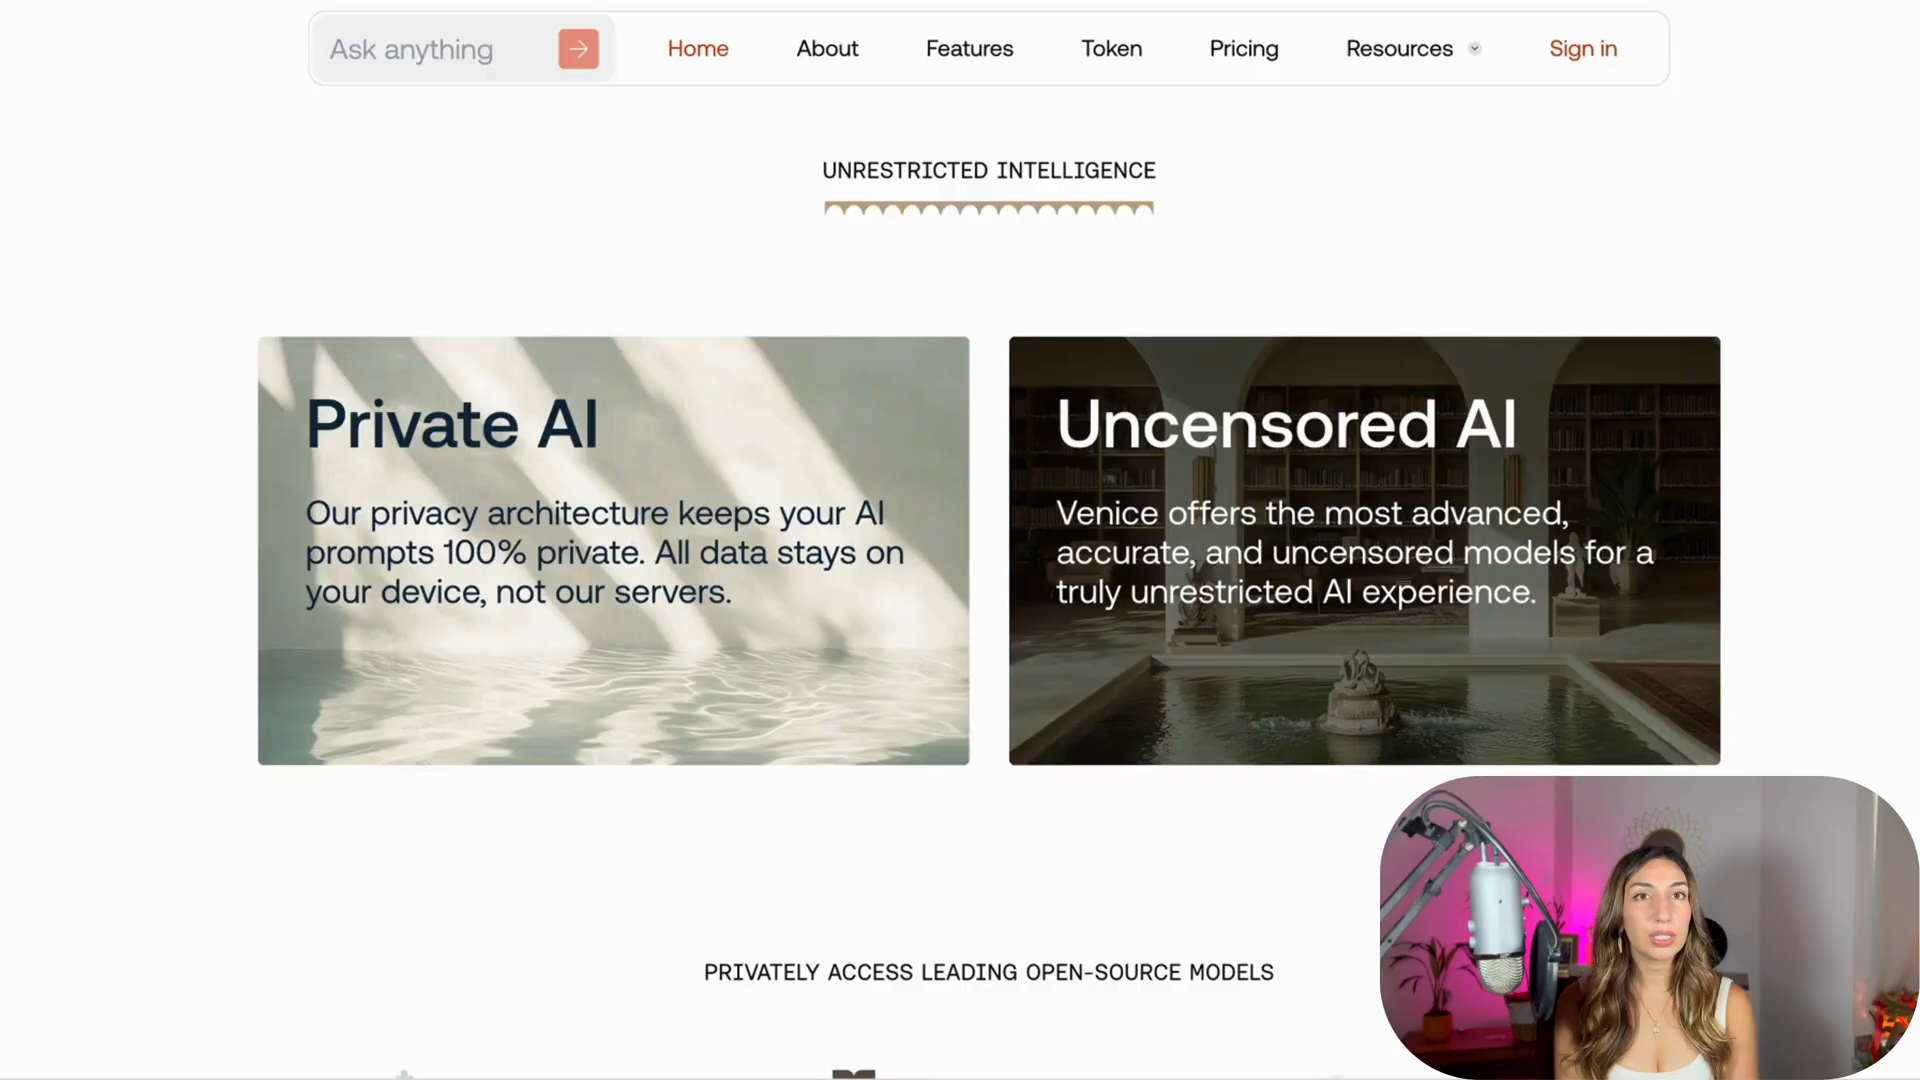 Ask anything
Home
About
Features
Token
Pricing
Resources
Sign in
UNRESTRICTED INTELLIGENCE
Private AI
Our privacy architecture keeps your AI
prompts 100% private. All data stays on
your device, not our servers.
Uncensored AI
Venice offers the most advanced,
accurate, and uncensored models for a
truly unrestricted AI experience.
PRIVATELY ACCESS LEADING OPEN-SOURCE MODELS